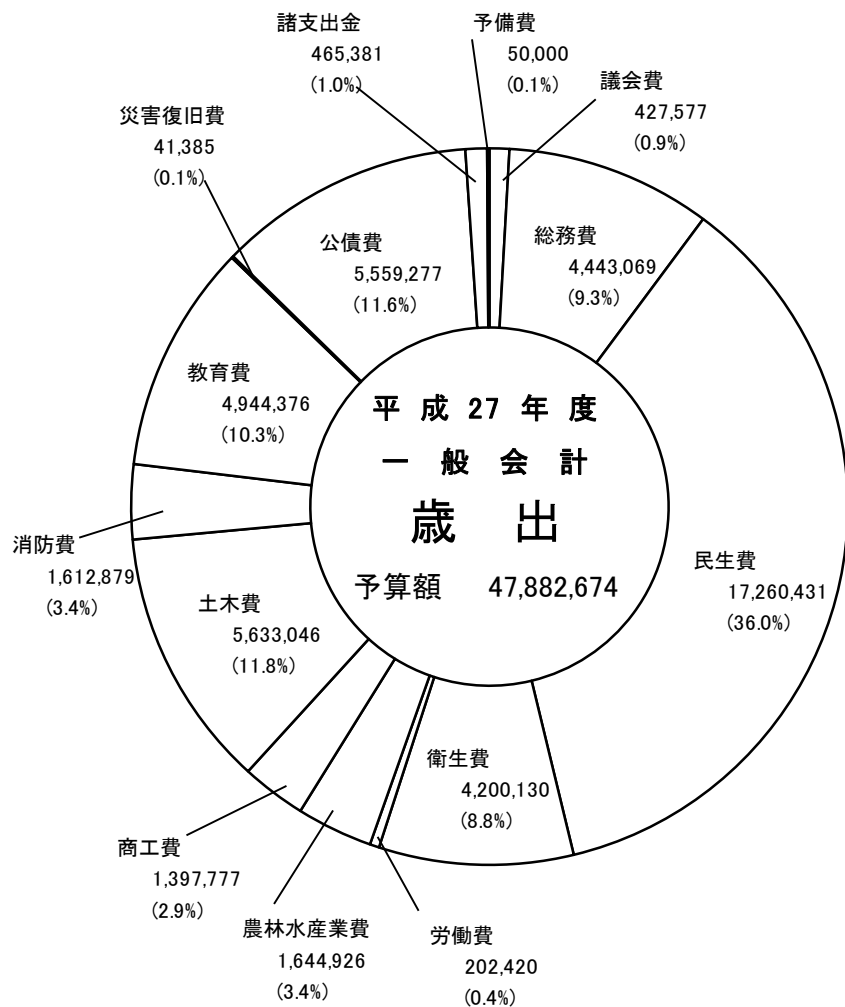 諸支出金
465,381
(1.0%)
予備費
50,000
(0.1%)
議会費
427,577
(0.9%)
災害復旧費
41,385
(0.1%)
公債費
5,559,277
(11.6%)
総務費
4,443,069
(9.3%)
教育費
4,944,376
(10.3%)
平成27年度
一般会計
歳出
予算額 47,882,674
消防費
1,612,879
(3.4%)
土木費
5,633,046
(11.8%)
民生費
17,260,431
(36.0%)
衛生費
4,200,130
(8.8%)
商工費
1,397,777
(2.9%)
農林水産業費
1,644,926
(3.4%)
労働費
202,420
(0.4%)